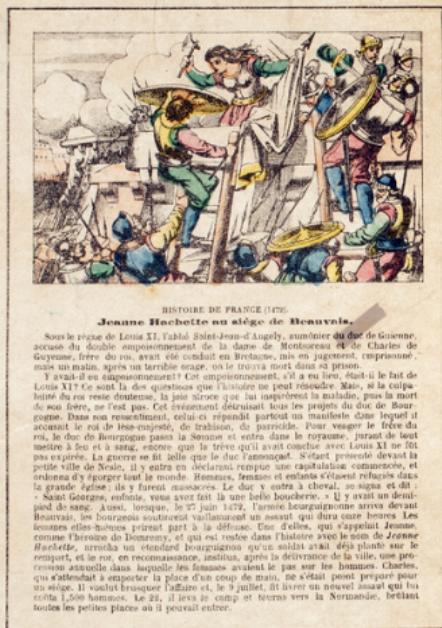 HISTOIRE DE FRANCE (1472).
Jeanne Hachette au siège de Beauvais.
Sous le règne de Louis XI, l'abbé Saint-Jean-d'Angely, aumônier du duc de Guienne,
accusé du double empoisonnement de la dame de Montsoreau et de Charles de
Guyenne, frère du roi, avait été conduit en Bretagne, mis en jugement, emprisonné,
mais un matin, après un terrible orage, on le trouva mort dans sa prison.
Y avait-il eu empoisonnement? Cet empoisonnement, s'il a eu lieu, était-il le fait de
Louis XI? Ce sont là des questions que l'histoire ne peut résoudre. Mais, si la culpa-
bilité du roi reste douteuse, la joie atroce que lui inspirèrent la maladie, puis la mort
de son frère, ne l'est pas. Cet événement détruisait tous les projets du duc de Bour-
gogne. Dans son ressentiment, celui-ci répandit partout un manifeste dans lequel il
accusait le roi de lèse-majesté, de trahison, de parricide. Pour venger le frère du
roi, le duc de Bourgogne passa la Somme et entra dans le royaume, jurant de tout
mettre à feu et à sang, encore que la trêve qu'il avait conclue avec Louis XI ne fût
pas expirée. La guerre se fit telle que le duc l'annonçait. S'étant présenté devant la
petite ville de Nesle, il y entra en déclarant rompue une capitulation commencée, et
ordonna d'y égorger tout le monde. Hommes, femmes et enfants s'étaient réfugiés dans
la grande église; ils y furent massacrés. Le duc y entra à cheval, se signa et dit :
« Saint Georges, enfants, vous avez fait là une belle boucherie. » Il y avait un demi-
pied de sang. Aussi, lorsque, le 27 juin 1472, l'armée bourguignonne arriva devant
Beauvais, les bourgeois soutinrent vaillamment un assaut qui dura onze heures. Les
femmes elles-mêmes prirent part à la défense. Une d'elles, qui s'appelait Jeanne,
comme l'héroïne de Domremy, et qui est restée dans l'histoire avec le nom de Jeanne
Hachette, arracha un étendard bourguignon qu'un soldat avait déjà planté sur le
rempart, et le roi, en reconnaissance, institua, après la délivrance de la ville, une pro-
cession annuelle dans laquelle les femmes avaient le pas sur les hommes. Charles,
qui s'attendait à emporter la place d'un coup de main, ne s'était point préparé pour
un siège. Il voulut brusquer l'affaire et, le 9 juillet, fit livrer un nouvel assaut qui lui
coûta 1,500 hommes. Le 22, il leva le camp et tourna vers la Normandie, brûlant
toutes les petites places où il pouvait entrer.